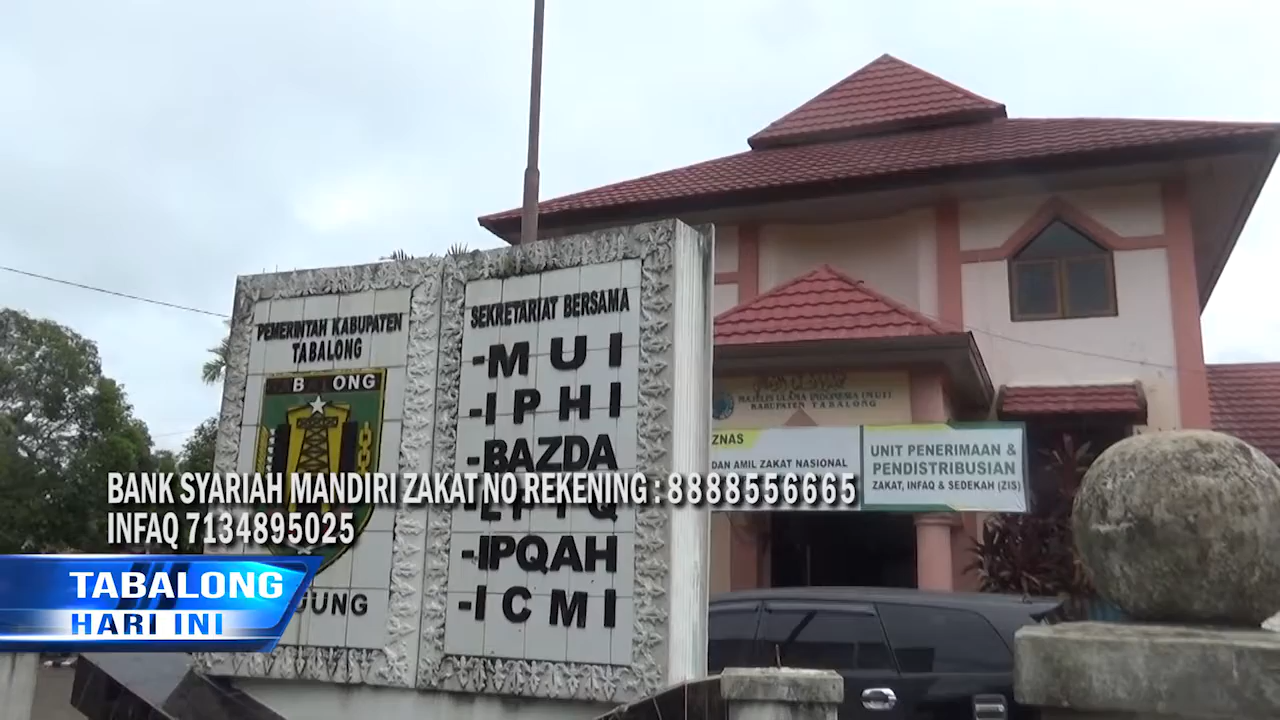 PEMERINTAH KABUPATEN
TABALONG
SEKRETARIAT BERSAMA
-MUI
-IPHI
-BAZDA
-LPTQ
-IPQAH
-ICMI
MAJELIS ULAMA INDONESIA (MUI)
KABUPATEN TABALONG
ZNAS
DAN AMIL ZAKAT NASIONAL
UNIT PENERIMAAN &
PENDISTRIBUSIAN
ZAKAT, INFAQ & SEDEKAH (ZIS)
BANK SYARIAH MANDIRI ZAKAT NO REKENING : 8888556665
INFAQ 7134895025
TABALONG
HARI INI